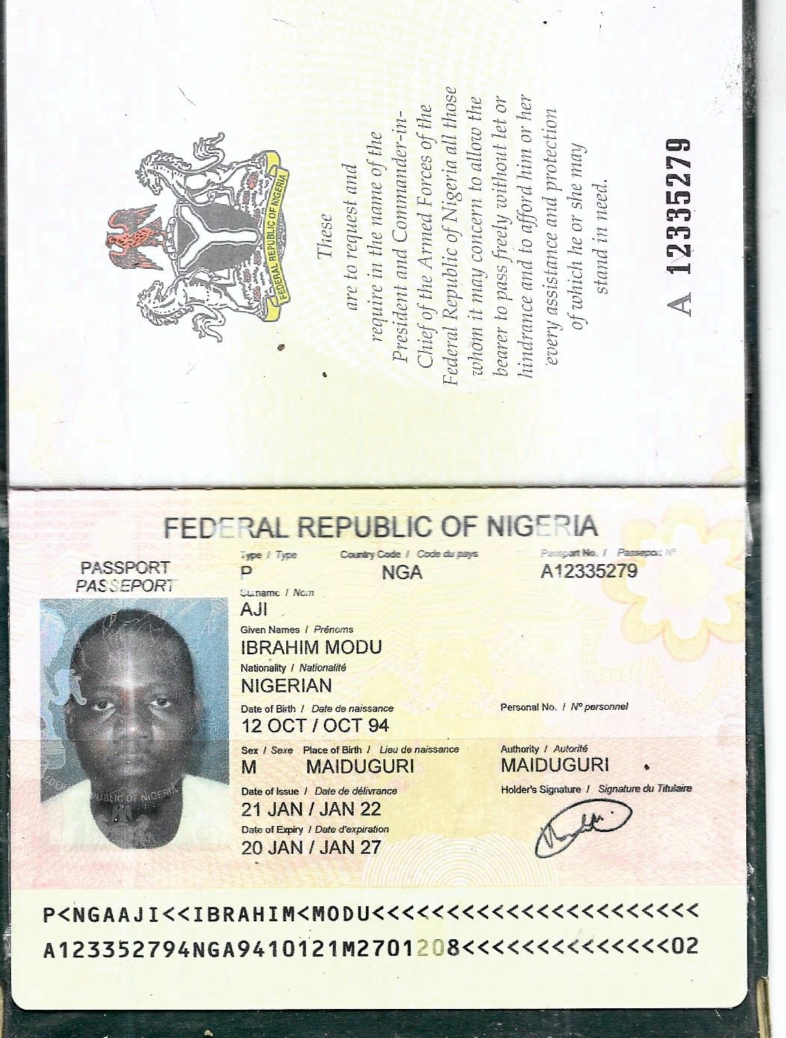 FEDERAL REPUBLIC OF NIGERIA
These
are to request and
require in the name of the
President and Commander-in-
Chief of the Armed Forces of the
Federal Republic of Nigeria all those
whom it may concern to allow the
bearer to pass freely without let or
hindrance and to afford him or her
every assistance and protection
of which he or she may
stand in need.
A 12335279
FEDERAL REPUBLIC OF NIGERIA
PASSPORT
PASSEPORT
Type / Type Country Code / Code du pays Passport No. / Passeport N°
P NGA A12335279
Surname / Nom
AJI
Given Names / Prénoms
IBRAHIM MODU
Nationality / Nationalité
NIGERIAN
Date of Birth / Date de naissance Personal No. / N° personnel
12 OCT / OCT 94
Sex / Sexe Place of Birth / Lieu de naissance Authority / Autorité
M MAIDUGURI MAIDUGURI
Date of Issue / Date de délivrance Holder's Signature / Signature du Titulaire
21 JAN / JAN 22
Date of Expiry / Date d'expiration
20 JAN / JAN 27
PUBLIC OF NIGERIA
P<NGAAJI<<IBRAHIM<MODU<<<<<<<<<<<<<<<<<<<<<<
A123352794NGA9410121M2701208<<<<<<<<<<<<<<02